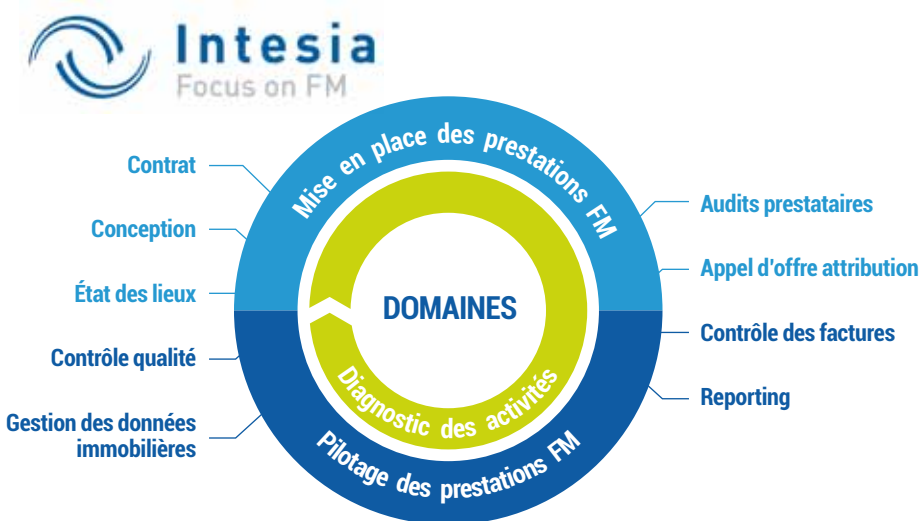 Intesia
Focus on FM
Mise en place des prestations FM
Contrat
Conception
État des lieux
Contrôle qualité
Gestion des données
immobilières
DOMAINES
Diagnostic des activités
Pilotage des prestations FM
Audits prestataires
Appel d'offre attribution
Contrôle des factures
Reporting